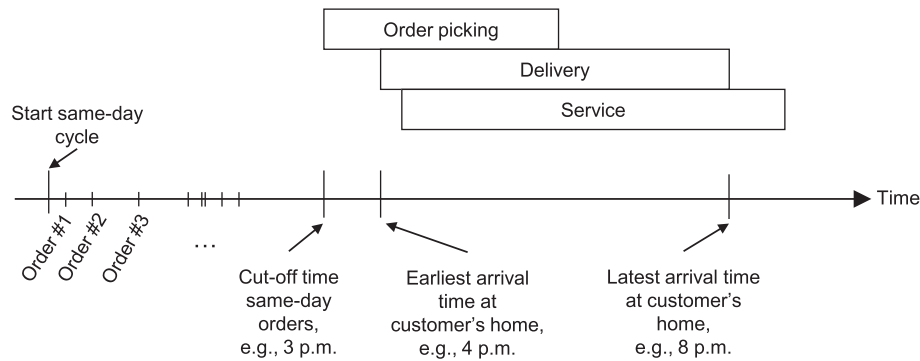 Order picking
Delivery
Service
Start same-day
cycle
Time
Order #1
Order #2
Order #3
...
Cut-off time
same-day
orders,
e.g., 3 p.m.
Earliest arrival
time at
customer's home,
e.g., 4 p.m.
Latest arrival time
at customer's
home,
e.g., 8 p.m.